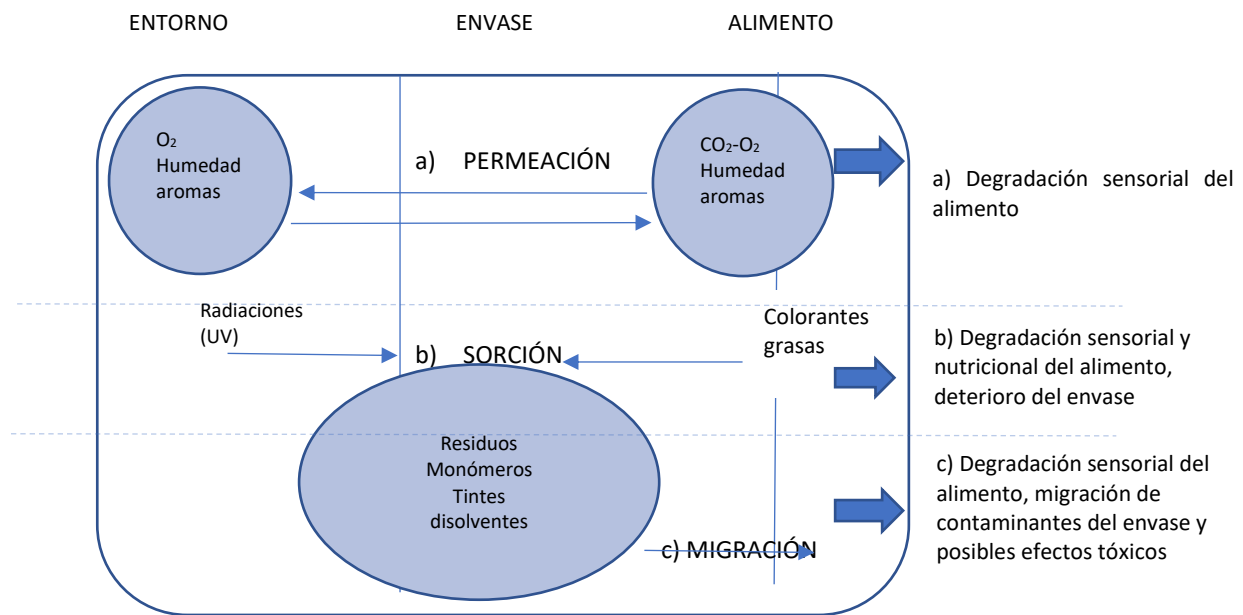 ENTORNO
ENVASE
ALIMENTO
O₂
Humedad
aromas
a) PERMEACIÓN
CO₂-O₂
Humedad
aromas
a) Degradación sensorial del
alimento
Radiaciones
(UV)
b) SORCIÓN
Colorantes
grasas
b) Degradación sensorial y
nutricional del alimento,
deterioro del envase
Residuos
Monómeros
Tintes
disolventes
c) MIGRACIÓN
c) Degradación sensorial del
alimento, migración de
contaminantes del envase y
posibles efectos tóxicos